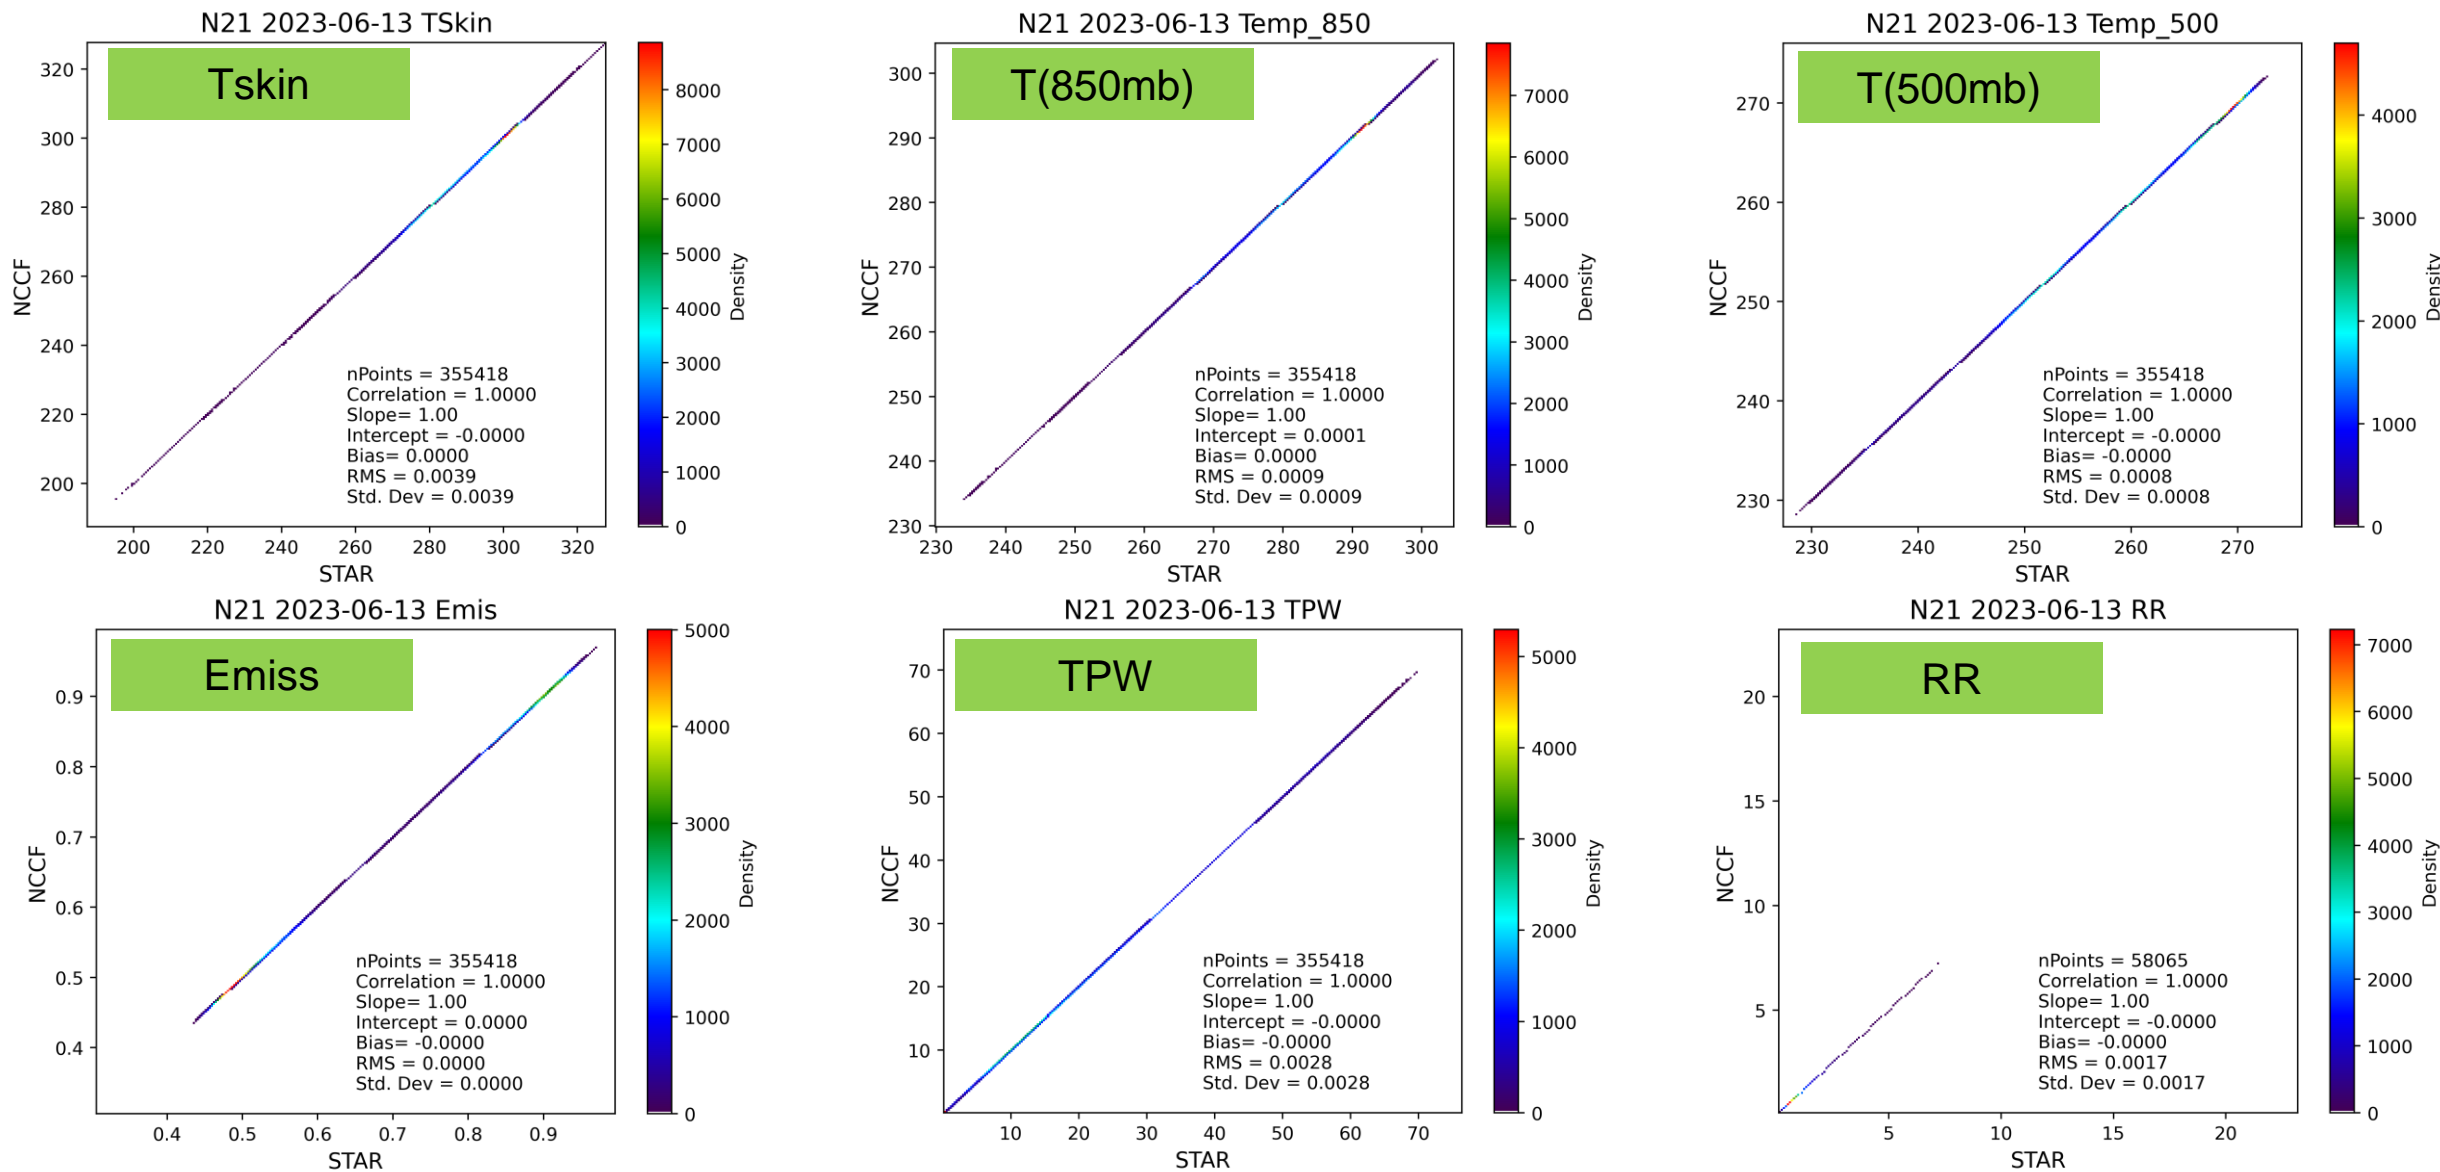 N21 2023-06-13 TSkin
Tskin
320
300
280
260
240
220
200
NCCF
200 220 240 260 280 300 320
STAR
nPoints = 355418
Correlation = 1.0000
Slope= 1.00
Intercept = -0.0000
Bias= 0.0000
RMS = 0.0039
Std. Dev = 0.0039
8000
7000
6000
5000
4000
3000
2000
1000
0
Density
N21 2023-06-13 Temp_850
T(850mb)
300
290
280
270
260
250
240
230
NCCF
230 240 250 260 270 280 290 300
STAR
nPoints = 355418
Correlation = 1.0000
Slope= 1.00
Intercept = 0.0001
Bias= 0.0000
RMS = 0.0009
Std. Dev = 0.0009
7000
6000
5000
4000
3000
2000
1000
0
Density
N21 2023-06-13 Temp_500
T(500mb)
270
260
250
240
230
NCCF
230 240 250 260 270
STAR
nPoints = 355418
Correlation = 1.0000
Slope= 1.00
Intercept = -0.0000
Bias= -0.0000
RMS = 0.0008
Std. Dev = 0.0008
4000
3000
2000
1000
0
Density
N21 2023-06-13 Emis
Emiss
0.9
0.8
0.7
0.6
0.5
0.4
NCCF
0.4 0.5 0.6 0.7 0.8 0.9
STAR
nPoints = 355418
Correlation = 1.0000
Slope= 1.00
Intercept = 0.0000
Bias= -0.0000
RMS = 0.0000
Std. Dev = 0.0000
5000
4000
3000
2000
1000
0
Density
N21 2023-06-13 TPW
TPW
70
60
50
40
30
20
10
NCCF
10 20 30 40 50 60 70
STAR
nPoints = 355418
Correlation = 1.0000
Slope= 1.00
Intercept = -0.0000
Bias= -0.0000
RMS = 0.0028
Std. Dev = 0.0028
5000
4000
3000
2000
1000
0
Density
N21 2023-06-13 RR
RR
20
15
10
5
NCCF
5 10 15 20
STAR
nPoints = 58065
Correlation = 1.0000
Slope= 1.00
Intercept = -0.0000
Bias= -0.0000
RMS = 0.0017
Std. Dev = 0.0017
7000
6000
5000
4000
3000
2000
1000
0
Density